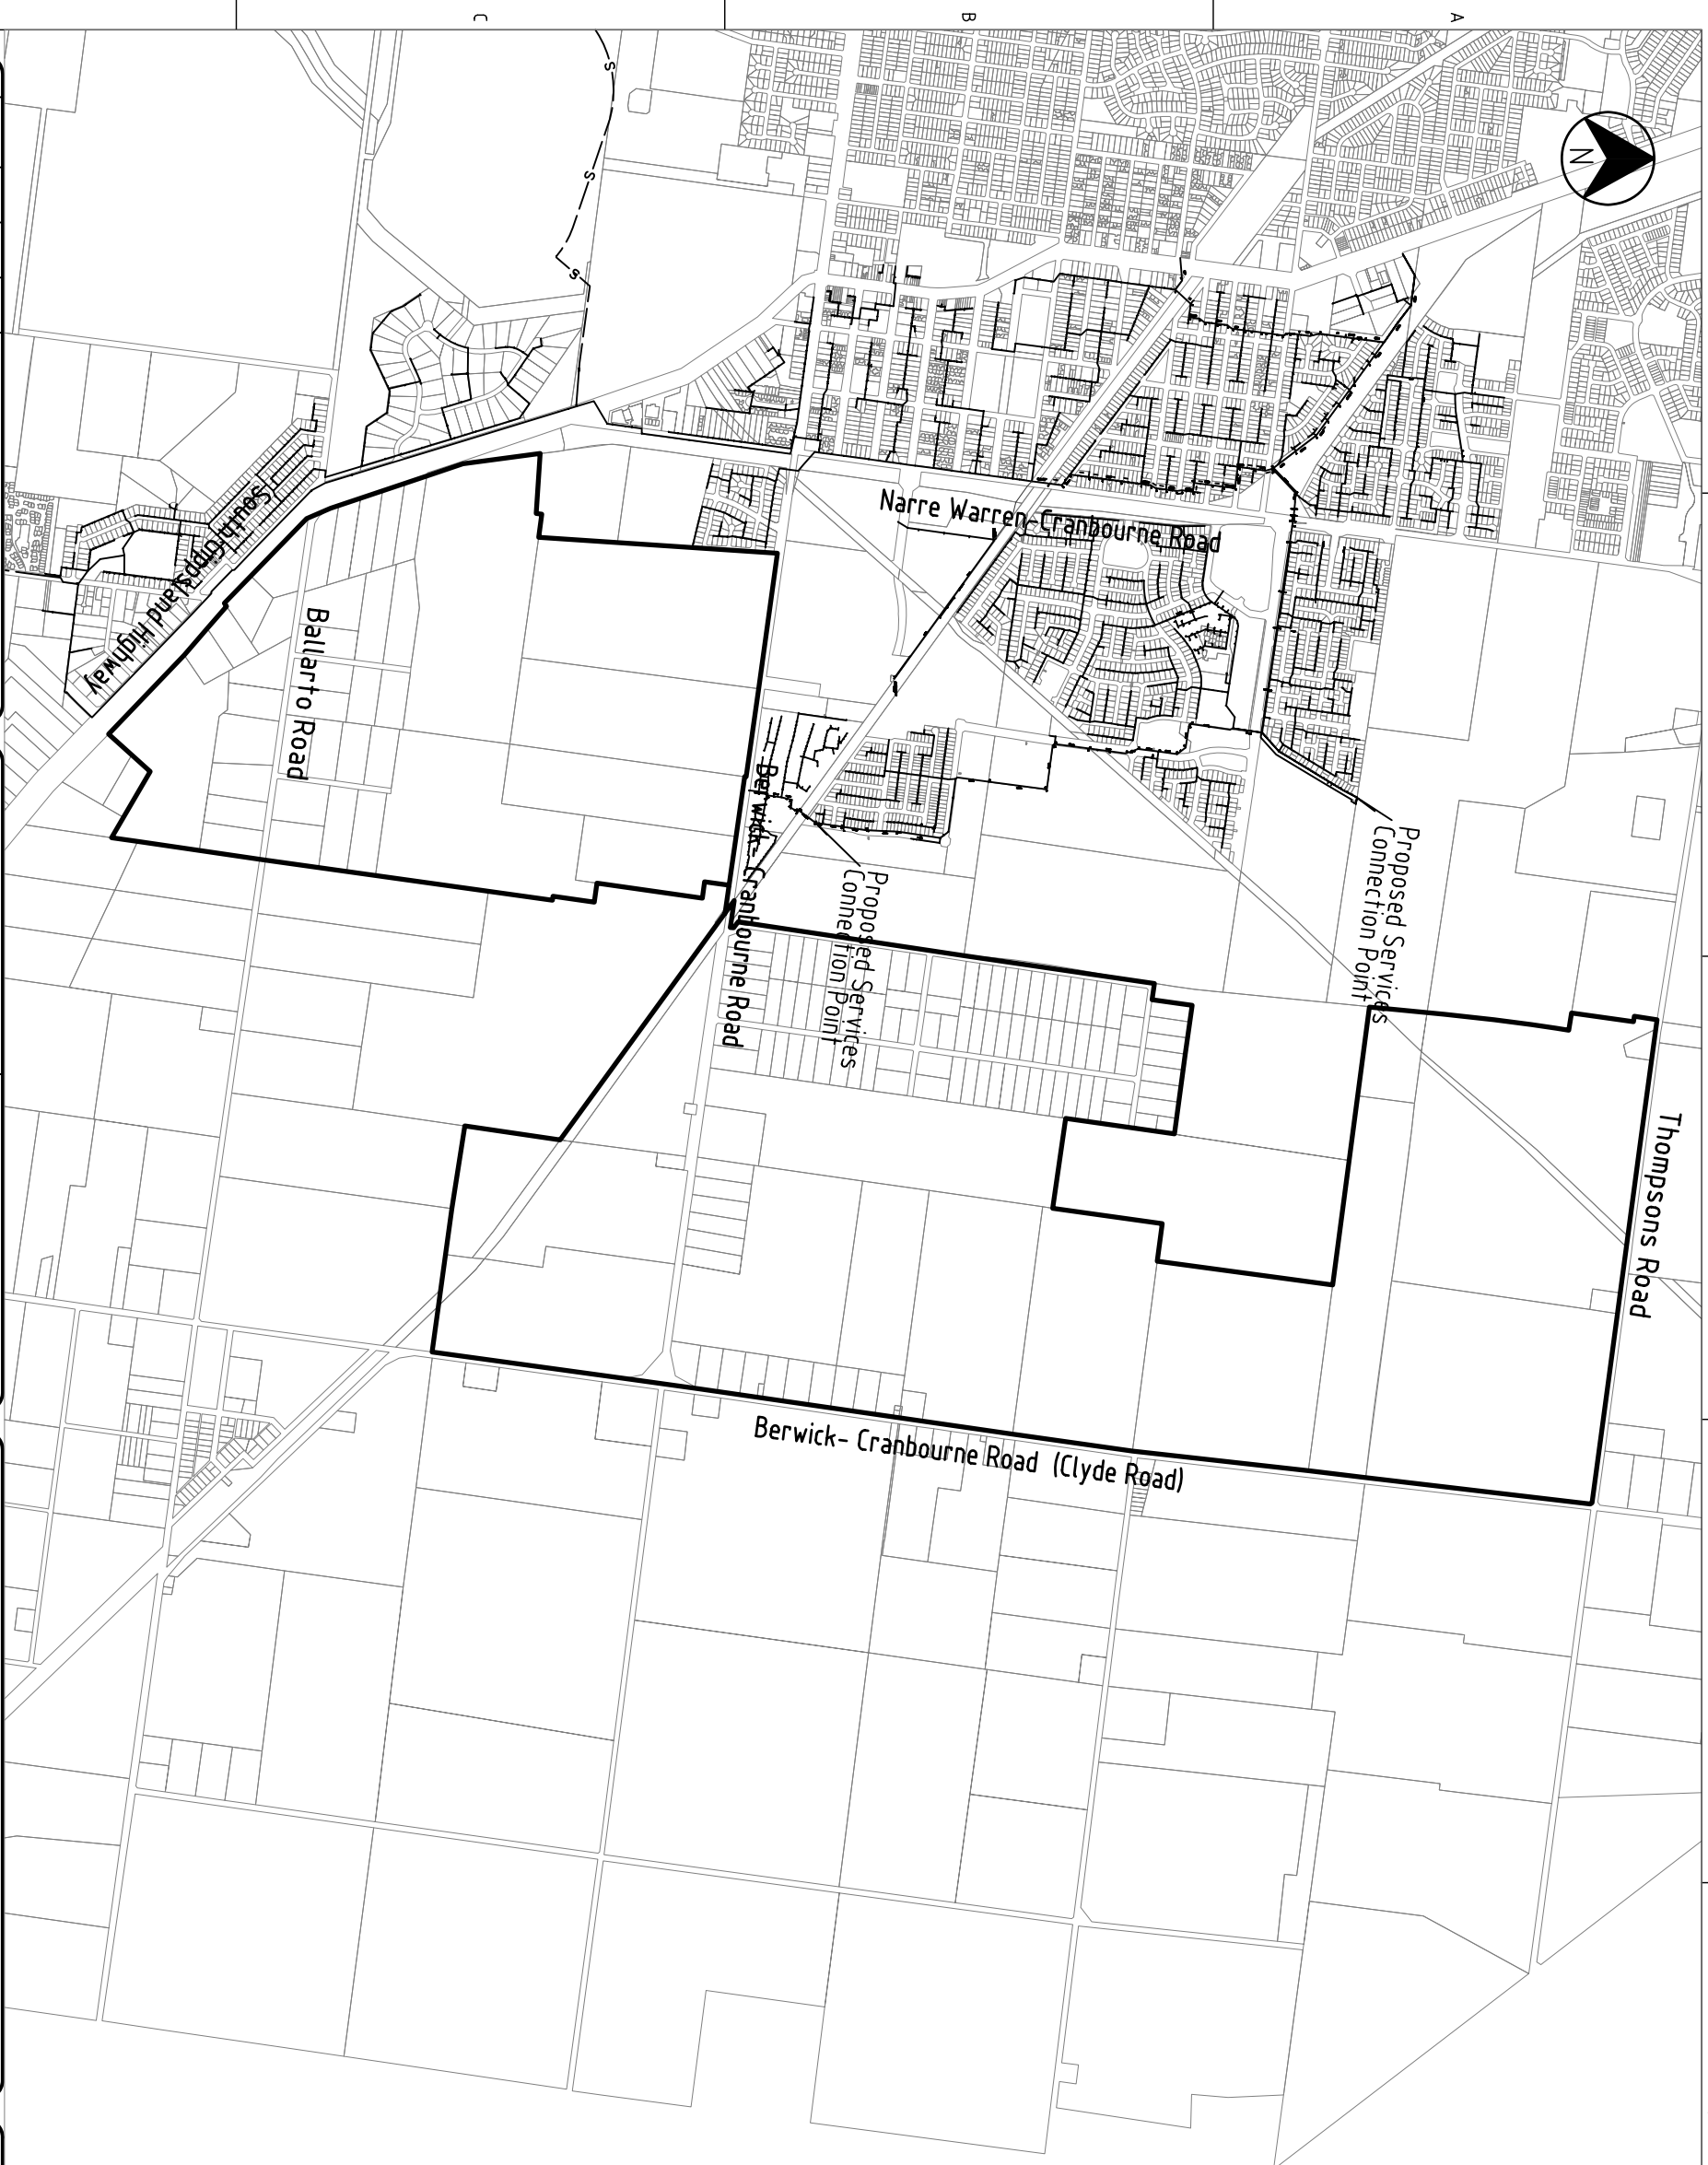 C
B
A
N
S
S
S
Narre Warren-Cranbourne Road
South Gippsland Highway
Ballarto Road
Berwick- Cranbourne Road
Proposed Services
Connection Point
Proposed Services
Connection Point
Thompsons Road
Berwick- Cranbourne Road (Clyde Road)